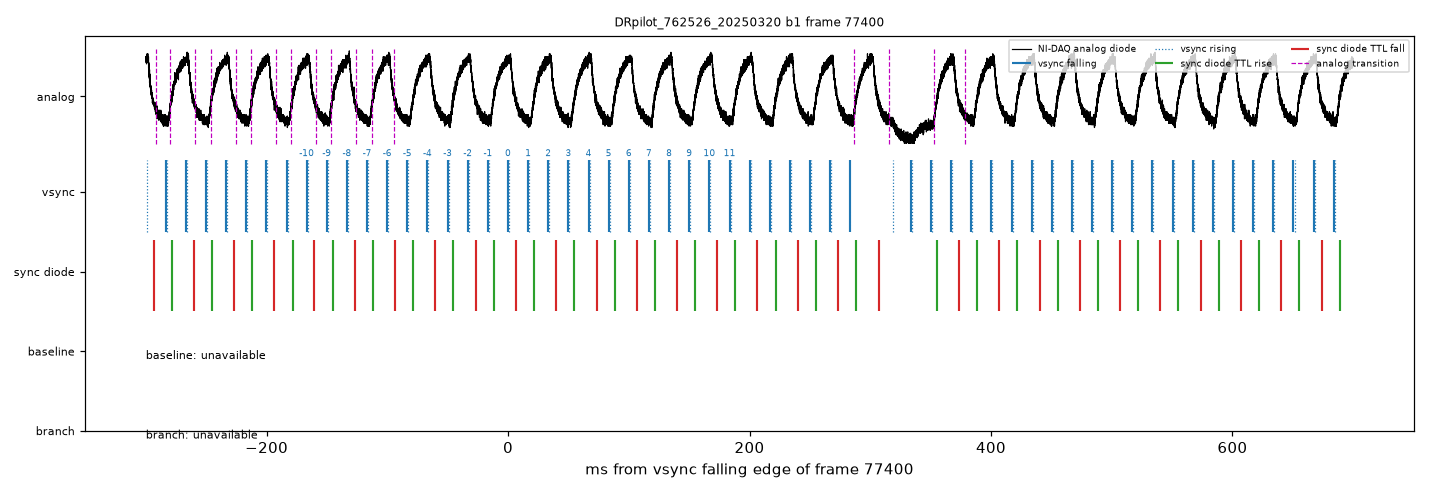 DRpilot_762526_20250320 b1 frame 77400
NI-DAQ analog diode
vsync falling
vsync rising
sync diode TTL rise
sync diode TTL fall
analog transition
analog
-10 -9 -8 -7 -6 -5 -4 -3 -2 -1 0 1 2 3 4 5 6 7 8 9 10 11
vsync
sync diode
baseline
baseline: unavailable
branch
branch: unavailable
−200 0 200 400 600
ms from vsync falling edge of frame 77400